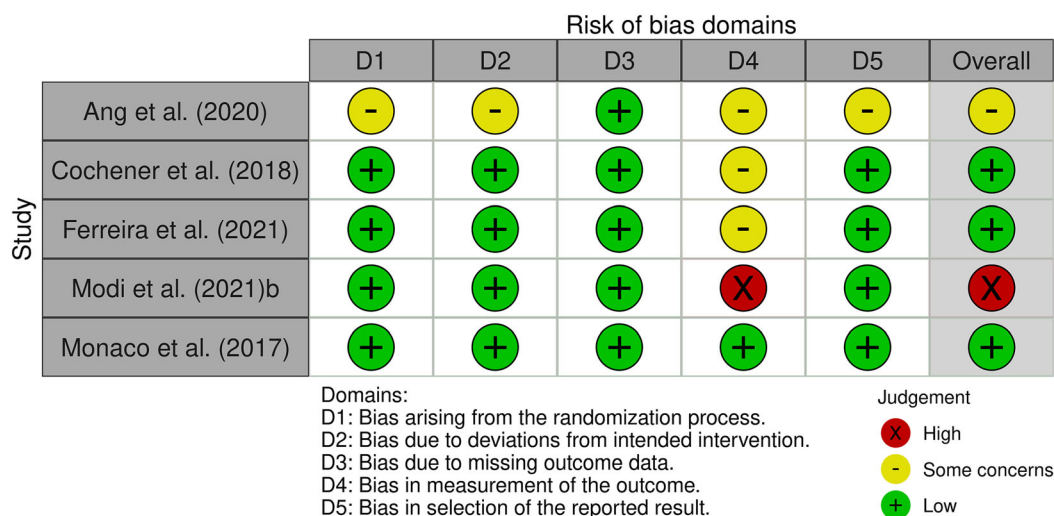 Risk of bias domains
D1 D2 D3 D4 D5 Overall
Study
Ang et al. (2020) - - + - - -
Cochener et al. (2018) + + + - + +
Ferreira et al. (2021) + + + - + +
Modi et al. (2021)b + + + X + X
Monaco et al. (2017) + + + + + +
Domains:
D1: Bias arising from the randomization process.
D2: Bias due to deviations from intended intervention.
D3: Bias due to missing outcome data.
D4: Bias in measurement of the outcome.
D5: Bias in selection of the reported result.
Judgement
X High
- Some concerns
+ Low